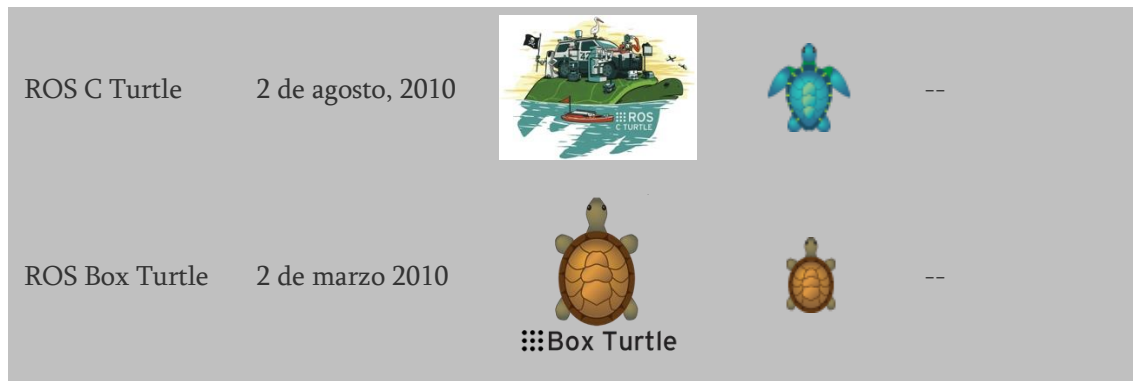 ROS C Turtle 2 de agosto, 2010 --
ROS
C TURTLE
ROS Box Turtle 2 de marzo 2010 --
Box Turtle